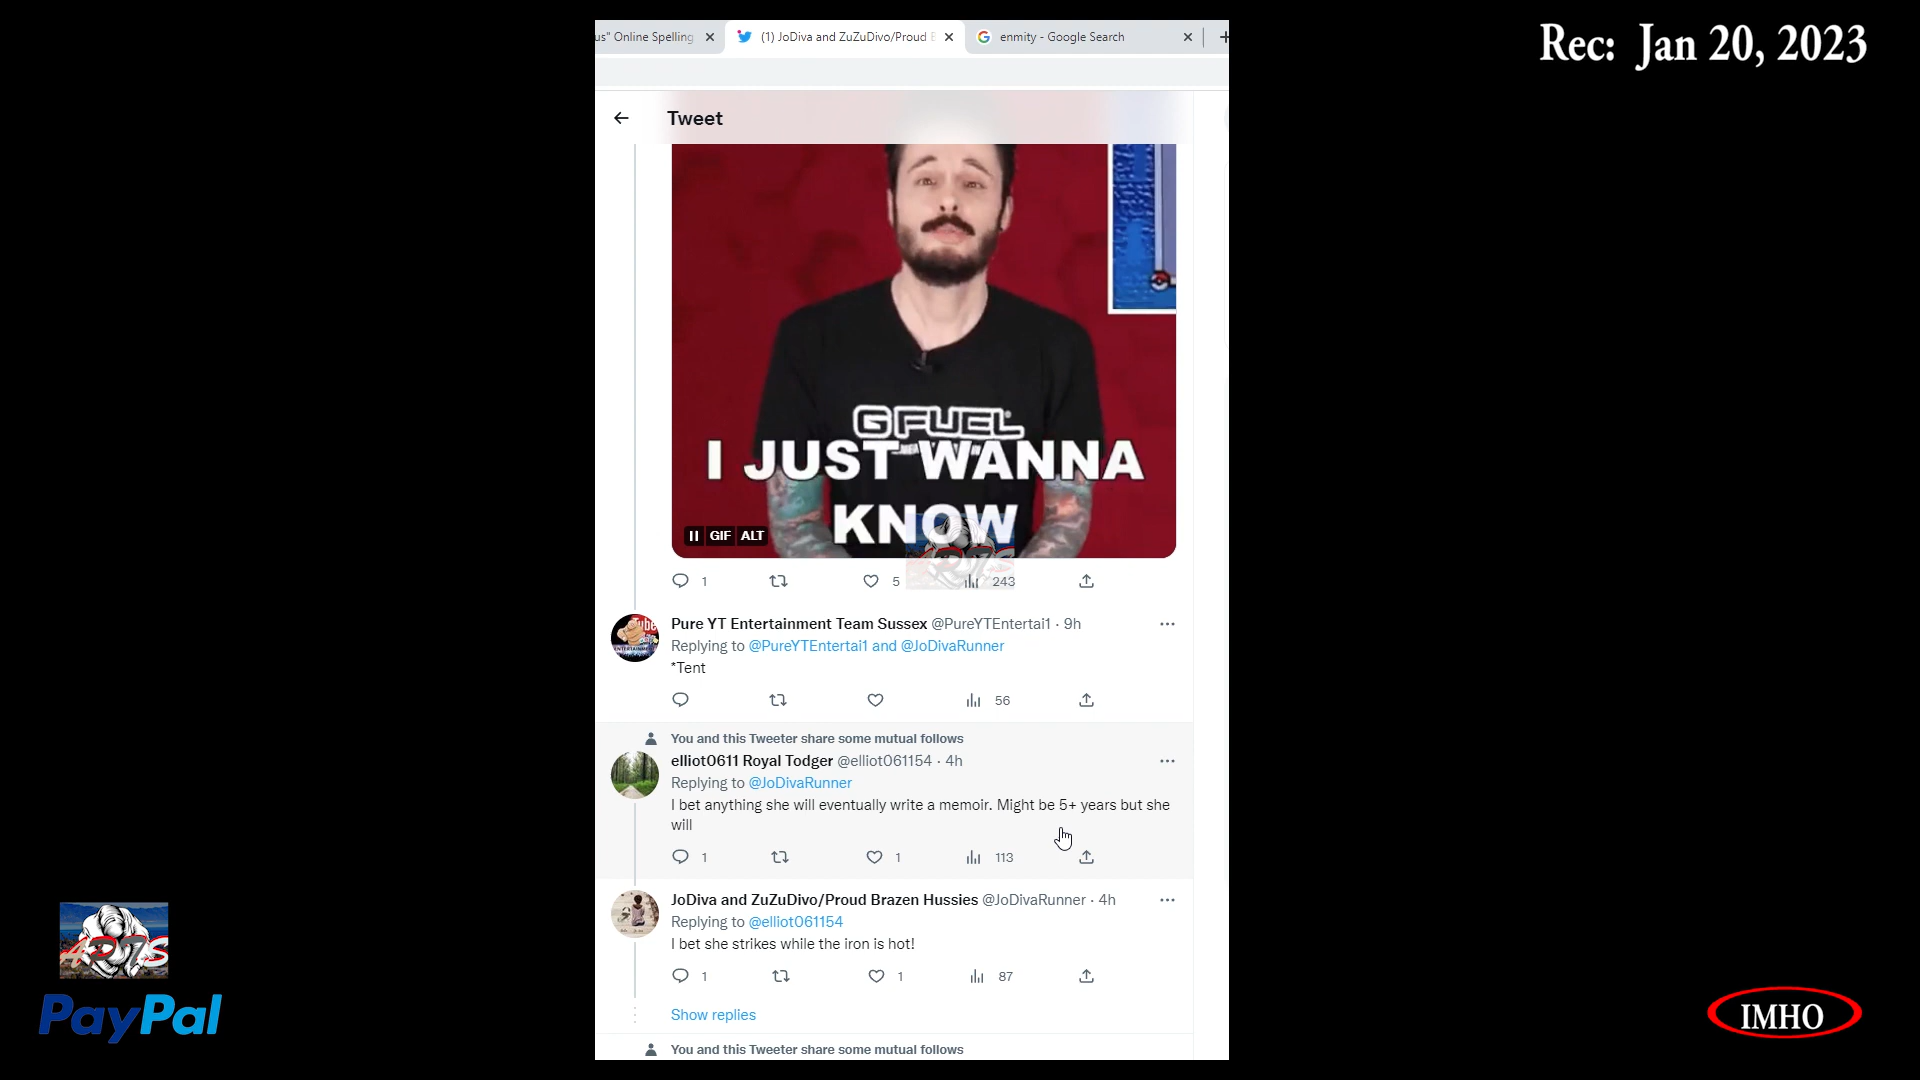 us" Online Spelling
(1) JoDiva and ZuZuDivo/Proud B
enmity - Google Search
Rec: Jan 20, 2023
Tweet
GFUEL
I JUST WANNA
KNOW
GIF ALT
1 5 243
Pure YT Entertainment Team Sussex @PureYTEntertai1 · 9h
Replying to @PureYTEntertai1 and @JoDivaRunner
*Tent
56
You and this Tweeter share some mutual follows
elliot0611 Royal Todger @elliot061154 · 4h
Replying to @JoDivaRunner
I bet anything she will eventually write a memoir. Might be 5+ years but she
will
1 1 113
JoDiva and ZuZuDivo/Proud Brazen Hussies @JoDivaRunner · 4h
Replying to @elliot061154
I bet she strikes while the iron is hot!
1 1 87
Show replies
You and this Tweeter share some mutual follows
PayPal
IMHO